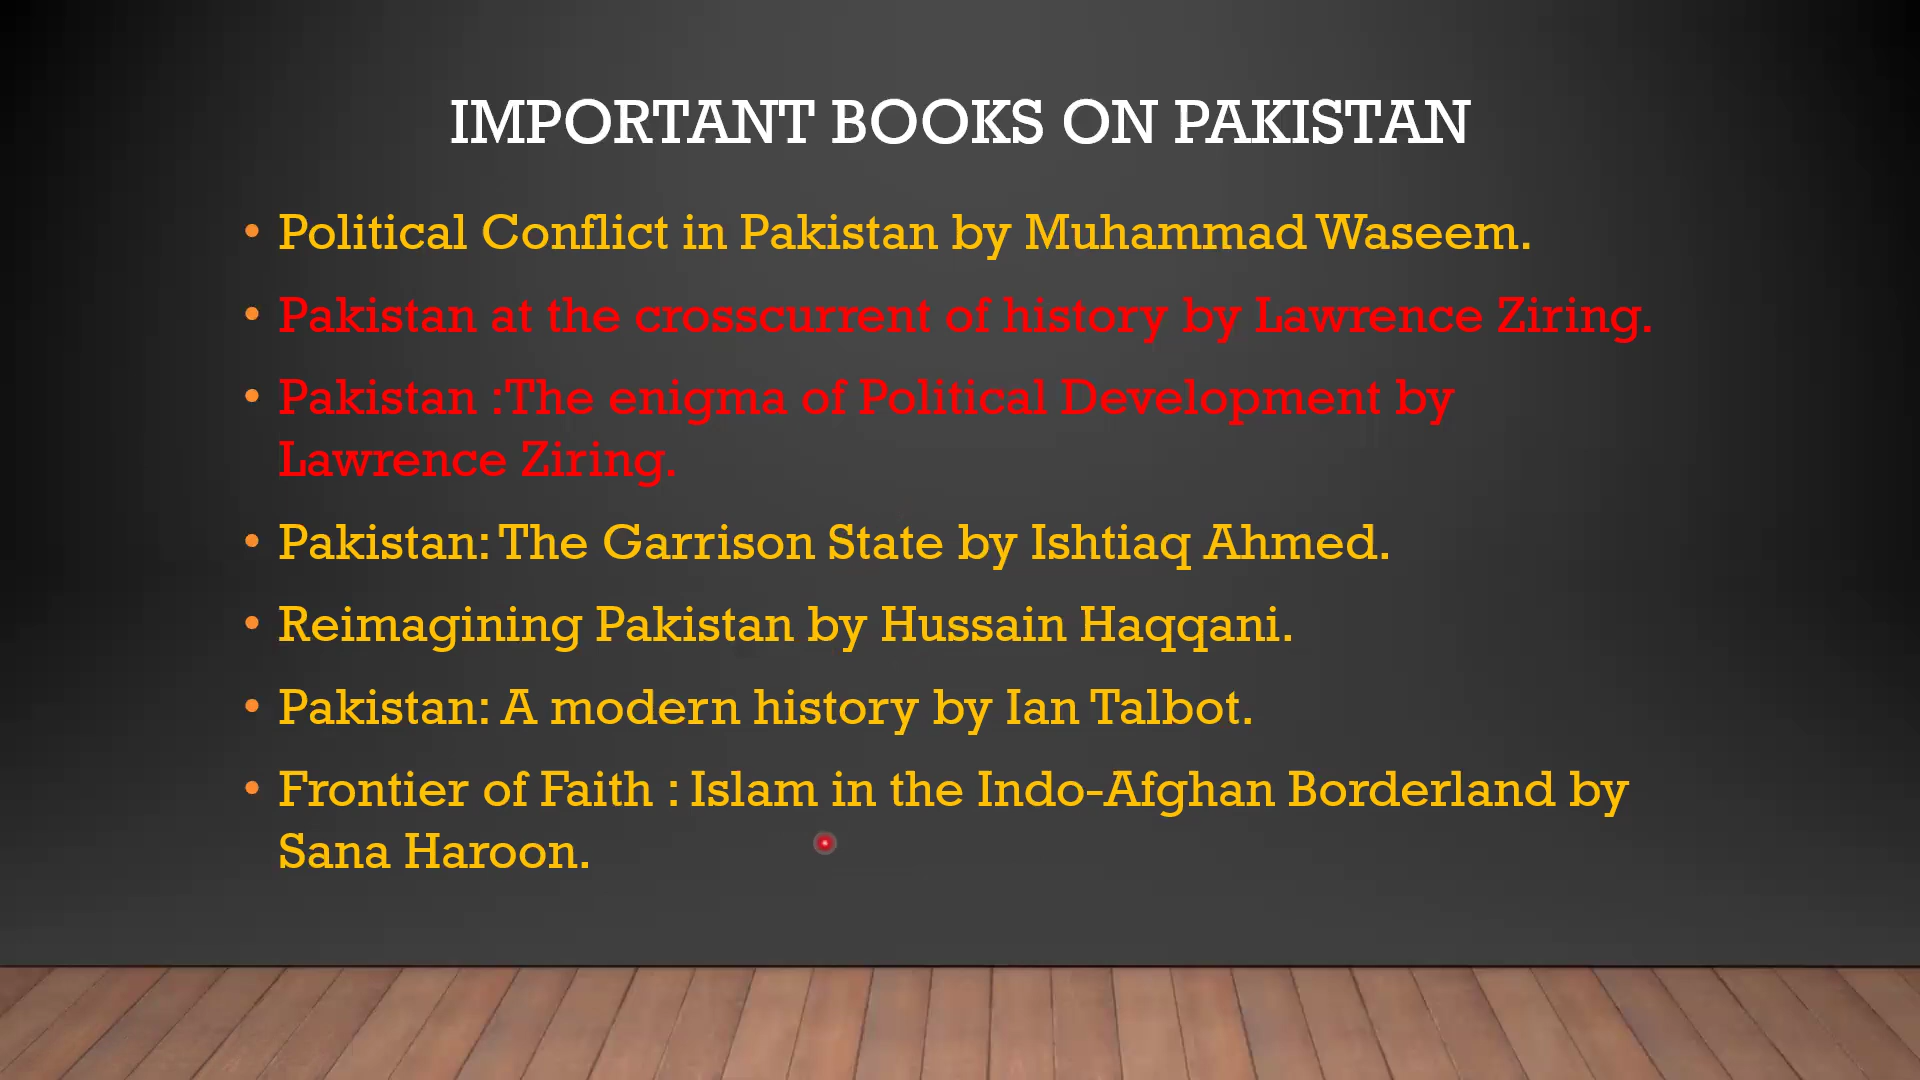 IMPORTANT BOOKS ON PAKISTAN
• Political Conflict in Pakistan by Muhammad Waseem.
• Pakistan at the crosscurrent of history by Lawrence Ziring.
• Pakistan :The enigma of Political Development by
Lawrence Ziring.
• Pakistan: The Garrison State by Ishtiaq Ahmed.
• Reimagining Pakistan by Hussain Haqqani.
• Pakistan: A modern history by Ian Talbot.
• Frontier of Faith : Islam in the Indo-Afghan Borderland by
Sana Haroon.